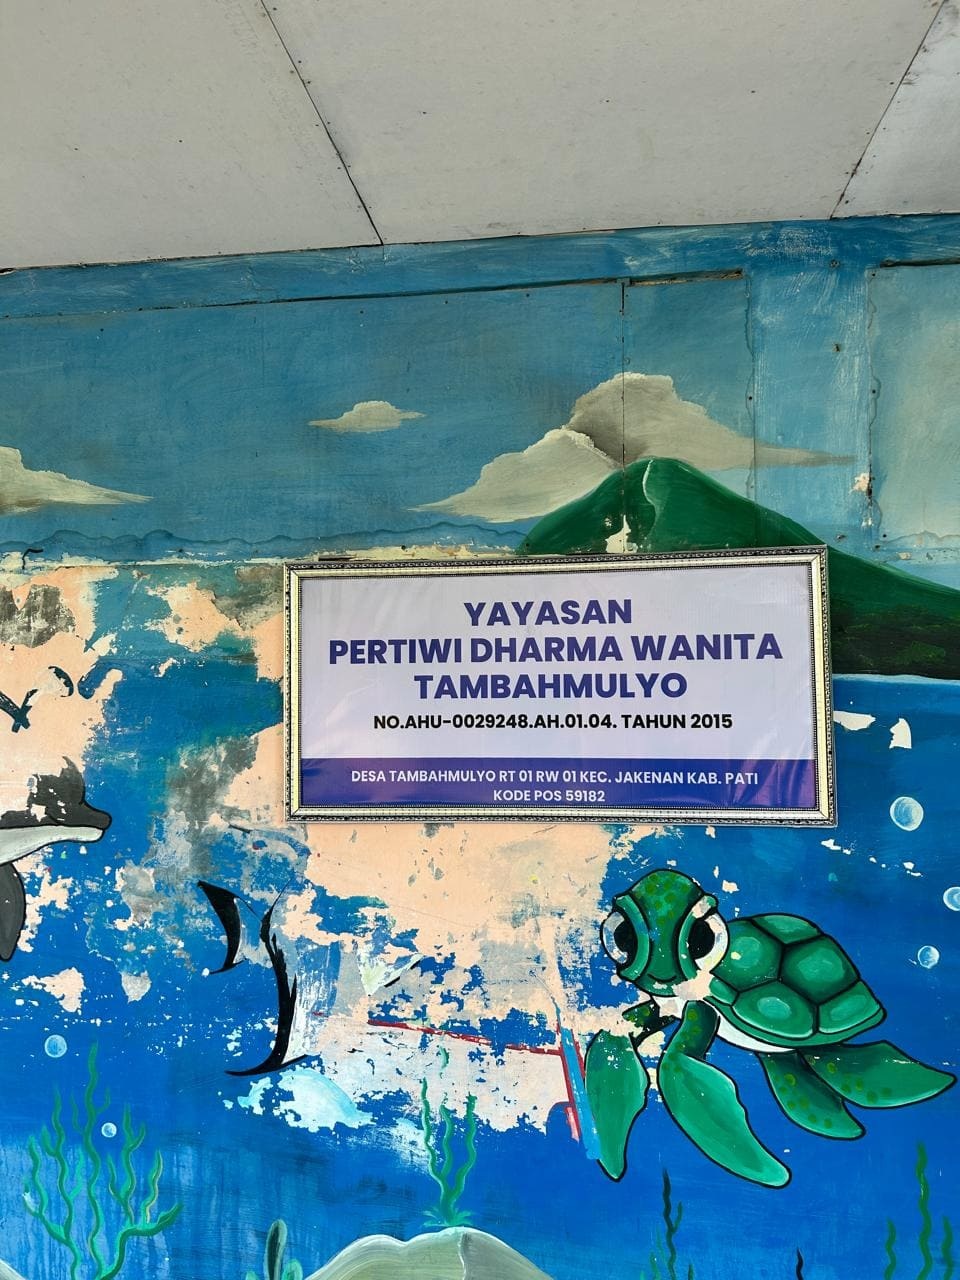 YAYASAN
PERTIWI DHARMA WANITA
TAMBAHMULYO
NO.AHU-0029248.AH.01.04. TAHUN 2015
DESA TAMBAHMULYO RT 01 RW 01 KEC. JAKENAN KAB. PATI
KODE POS 59182